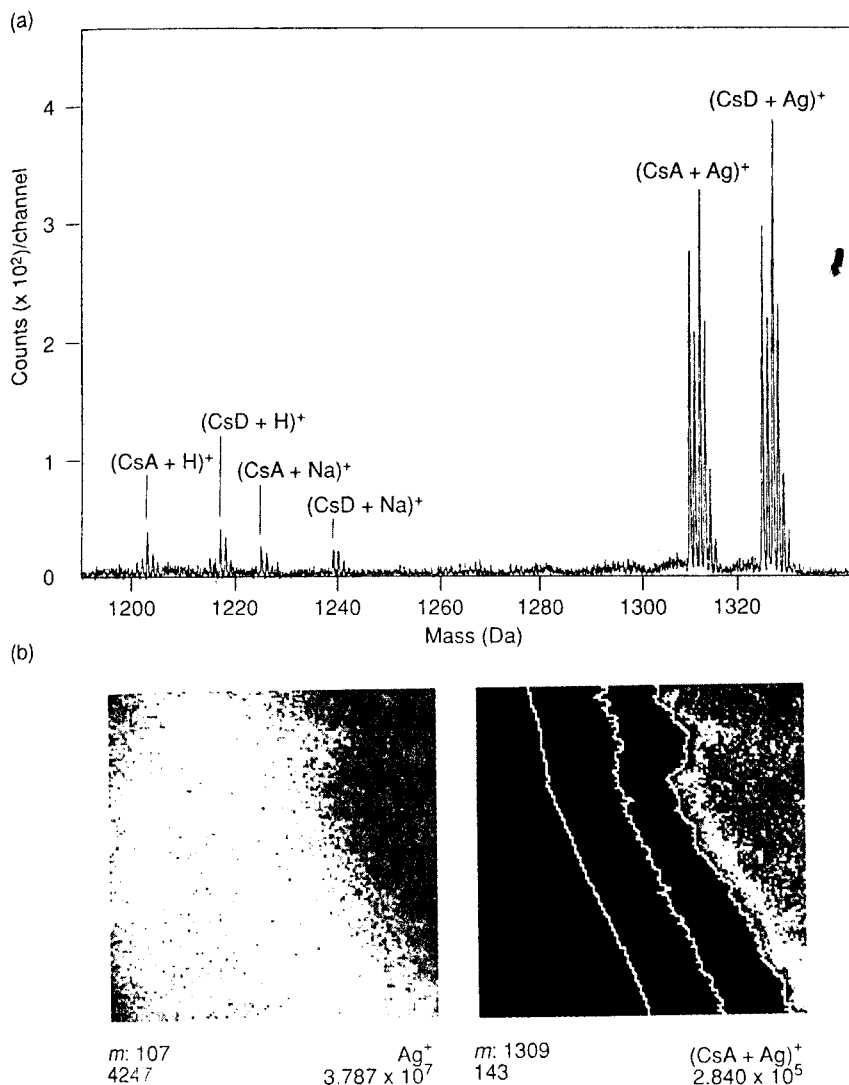 (a)
Counts (x 10²)/channel
4
3
2
1
0
(CsD + Ag)⁺
(CsA + Ag)⁺
(CsD + H)⁺
(CsA + H)⁺
(CsA + Na)⁺
(CsD + Na)⁺
1200 1220 1240 1260 1280 1300 1320
Mass (Da)
(b)
m: 107 Ag⁺
4247 3.787 x 10⁷
m: 1309 (CsA + Ag)⁺
143 2.840 x 10⁵